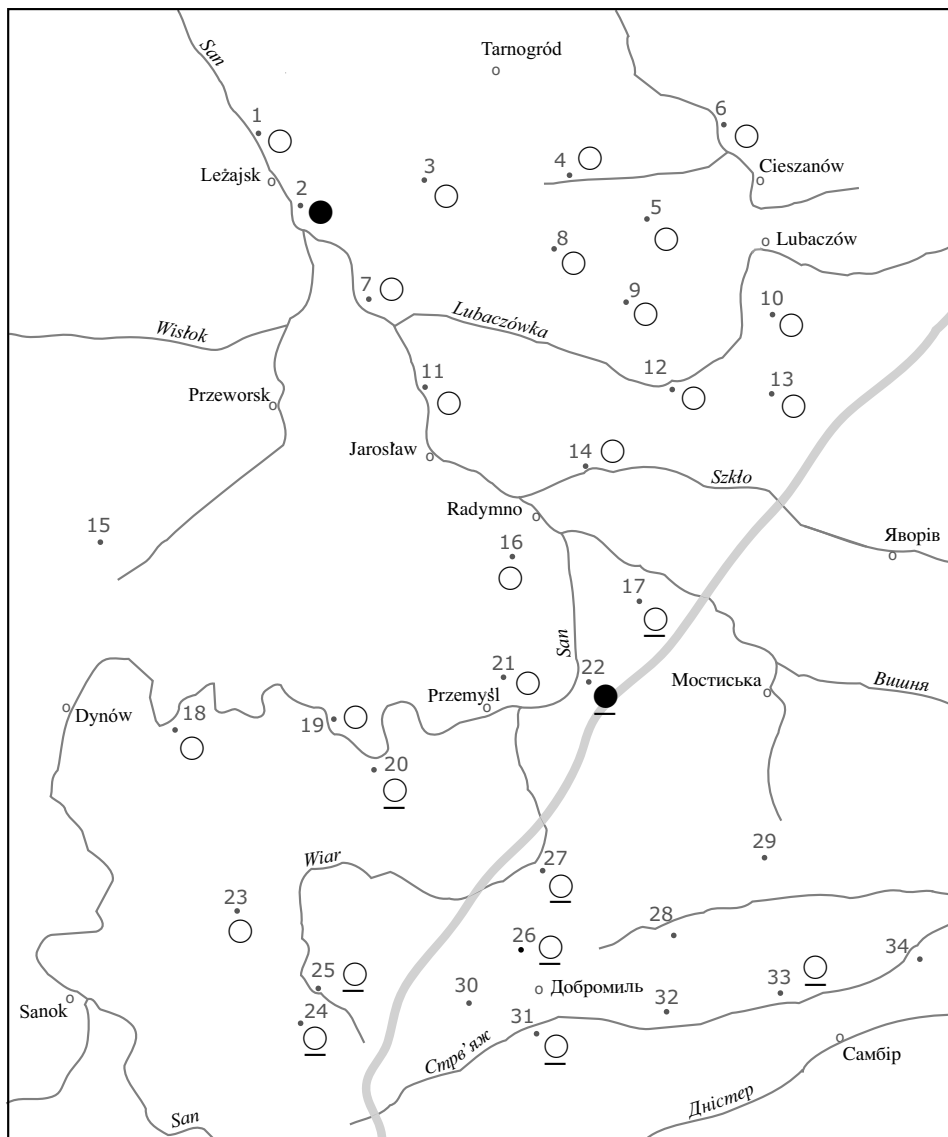 San
Tarnogród
1
6
3
4
Leżajsk
Cieszanów
2
5
8
Lubaczów
7
9
10
Wisłok
Lubaczówka
11
12
13
Przeworsk
Jarosław
14
Szkło
15
Radymno
16
Яворів
17
San
21
22
Przemyśl
Мостиська
Вишня
Dynów
18
19
20
Wiar
27
29
23
28
26
25
30
Добромиль
33
34
Sanok
24
31
32
Стрв’яж
Самбір
San
Дністер